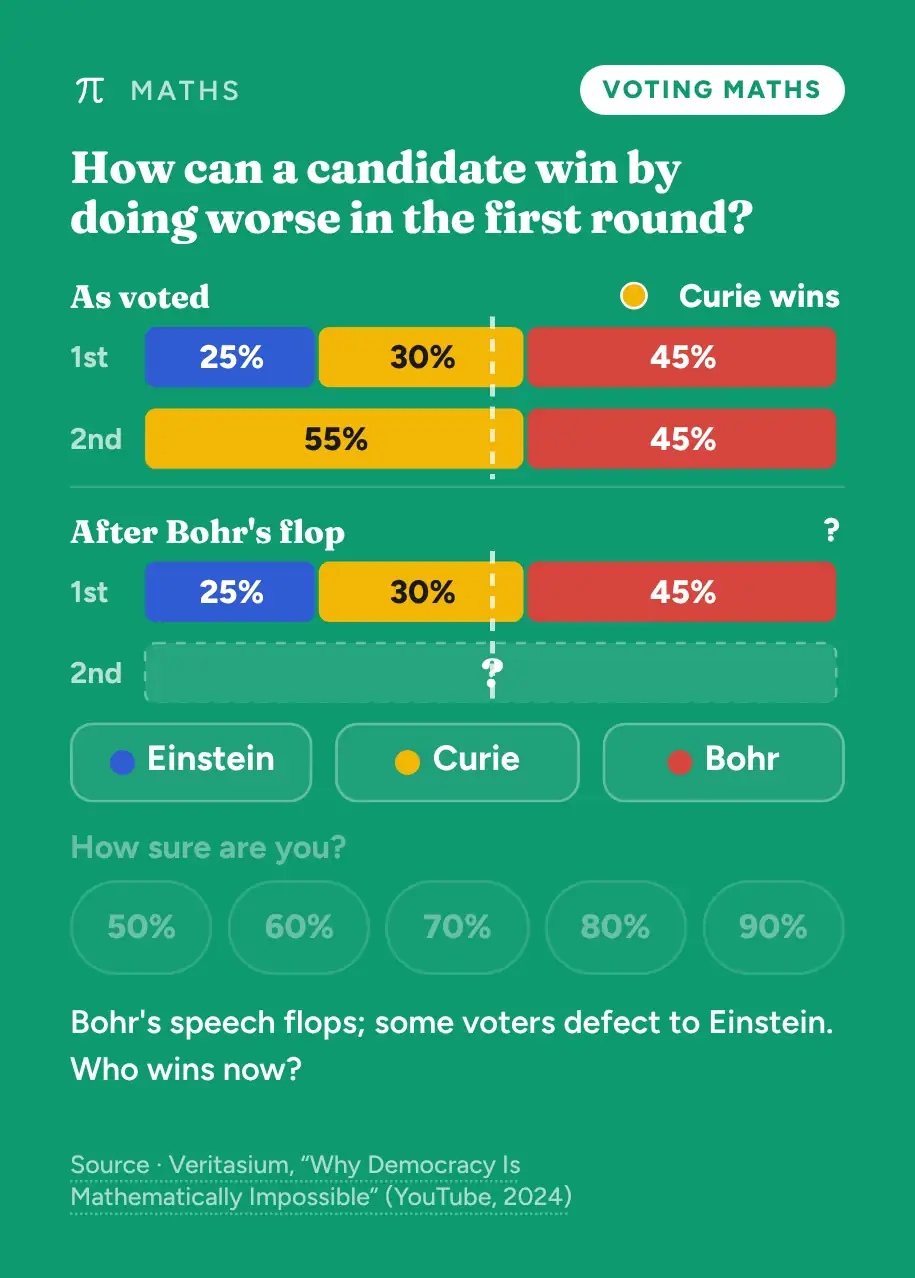 π MATHS
VOTING MATHS
How can a candidate win by
doing worse in the first round?
As voted
Curie wins
1st 25% 30% 45%
2nd 55% 45%
After Bohr's flop
?
1st 25% 30% 45%
2nd ?
Einstein Curie Bohr
How sure are you?
50% 60% 70% 80% 90%
Bohr's speech flops; some voters defect to Einstein.
Who wins now?
Source · Veritasium, “Why Democracy Is
Mathematically Impossible” (YouTube, 2024)